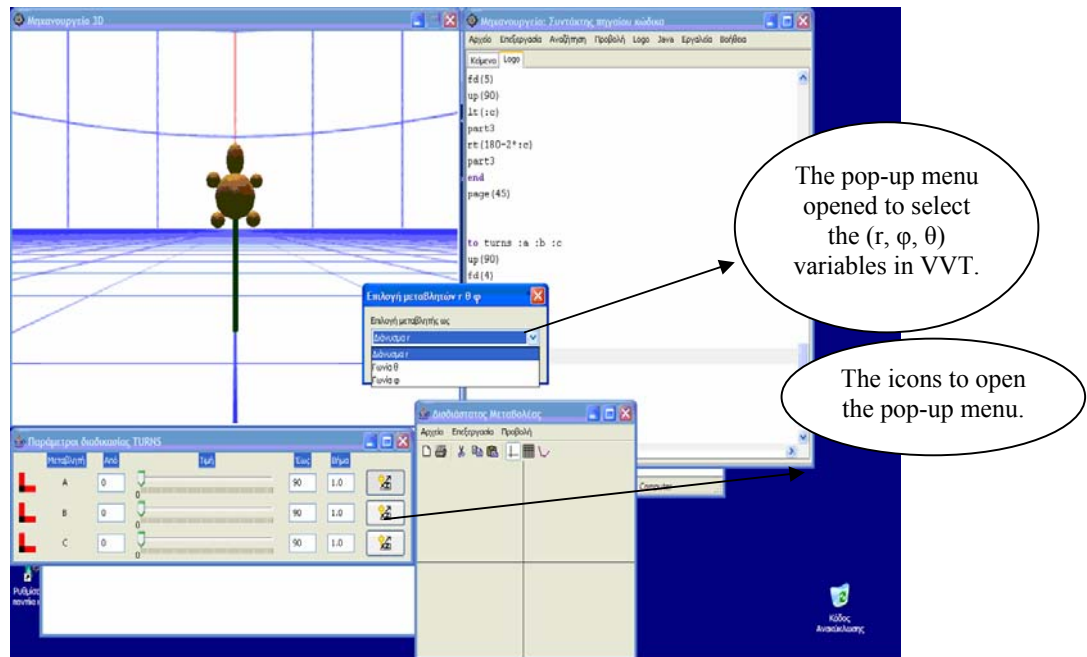 Μηχανουργείο 3D
Μηχανουργείο: Συντάκτης πηγαίου κώδικα
Αρχείο Επεξεργασία Αναζήτηση Προβολή Logo Java Εργαλεία Βοήθεια
Κείμενο Logo
fd(5)
up(90)
lt(:c)
part3
rt(180-2*:c)
part3
end
page(45)
to turns :a :b :c
up(90)
fd(4)
Επιλογή μεταβλητών r θ φ
Επιλογή μεταβλητής ως
Διάνυσμα r
Διάνυσμα r
Γωνία θ
Γωνία φ
The pop-up menu
opened to select
the (r, φ, θ)
variables in VVT.
The icons to open
the pop-up menu.
Δισδιάστατος Μεταβολέας
Αρχείο Επεξεργασία Προβολή
Παράμετροι διαδικασίας TURNS
Μεταβλητή Από Τιμή Έως Βήμα
A 0 0 90 1.0
B 0 0 90 1.0
C 0 0 90 1.0
Computer
Κάδος
Ανακύκλωσης